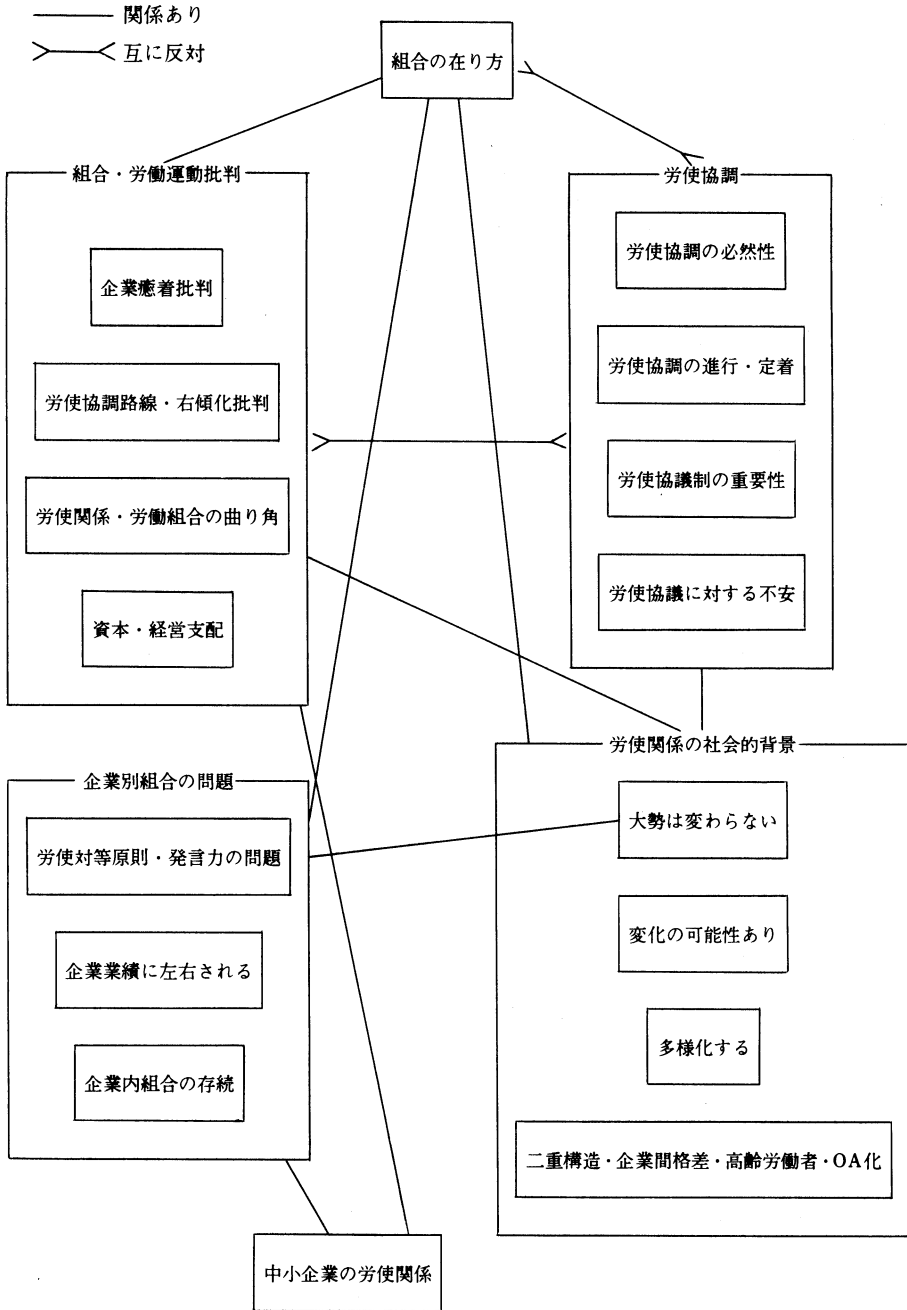 関係あり
互に反対
組合の在り方
組合・労働運動批判
企業癒着批判
労使協調路線・右傾化批判
労使関係・労働組合の曲り角
資本・経営支配
労使協調
労使協調の必然性
労使協調の進行・定着
労使協議制の重要性
労使協議に対する不安
企業別組合の問題
労使対等原則・発言力の問題
企業業績に左右される
企業内組合の存続
労使関係の社会的背景
大勢は変わらない
変化の可能性あり
多様化する
二重構造・企業間格差・高齢労働者・OA化
中小企業の労使関係